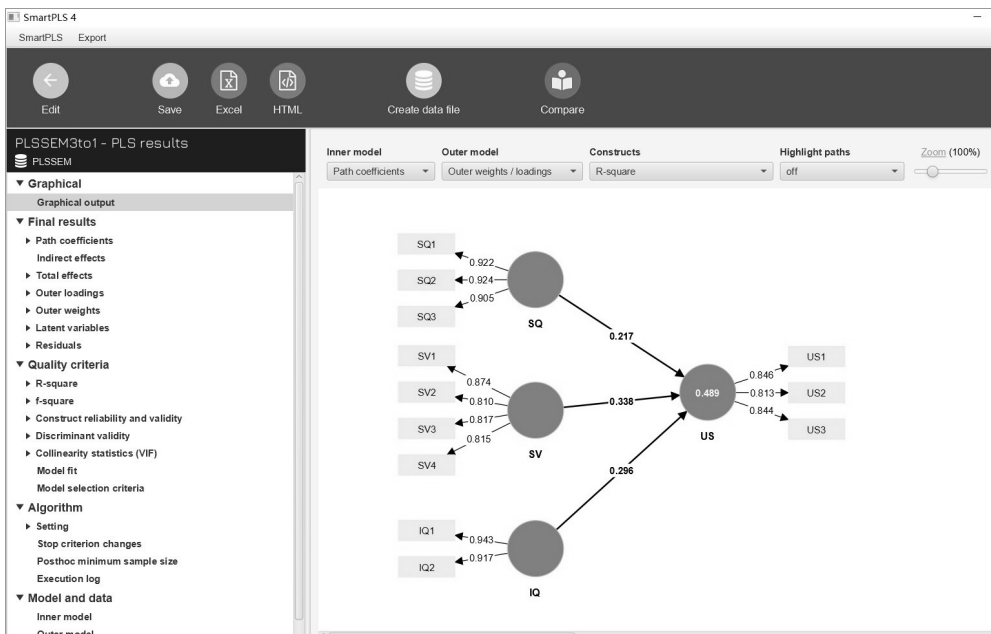 SmartPLS 4
SmartPLS Export
Edit Save Excel HTML Create data file Compare
PLSSEM3to1 - PLS results
PLSSEM
Graphical
Graphical output
Final results
Path coefficients
Indirect effects
Total effects
Outer loadings
Outer weights
Latent variables
Residuals
Quality criteria
R-square
f-square
Construct reliability and validity
Discriminant validity
Collinearity statistics (VIF)
Model fit
Model selection criteria
Algorithm
Setting
Stop criterion changes
Posthoc minimum sample size
Execution log
Model and data
Inner model
Outer model
Inner model Outer model Constructs Highlight paths Zoom (100%)
Path coefficients Outer weights / loadings R-square off
SQ1
0.922
SQ2 0.924
0.905
SQ3
SQ
0.217
SV1
0.874
SV2 0.810
SV3 0.817
0.815
SV4
SV
0.338
0.489
US
0.846 US1
0.813 US2
0.844 US3
0.296
IQ1 0.943
IQ2 0.917
IQ